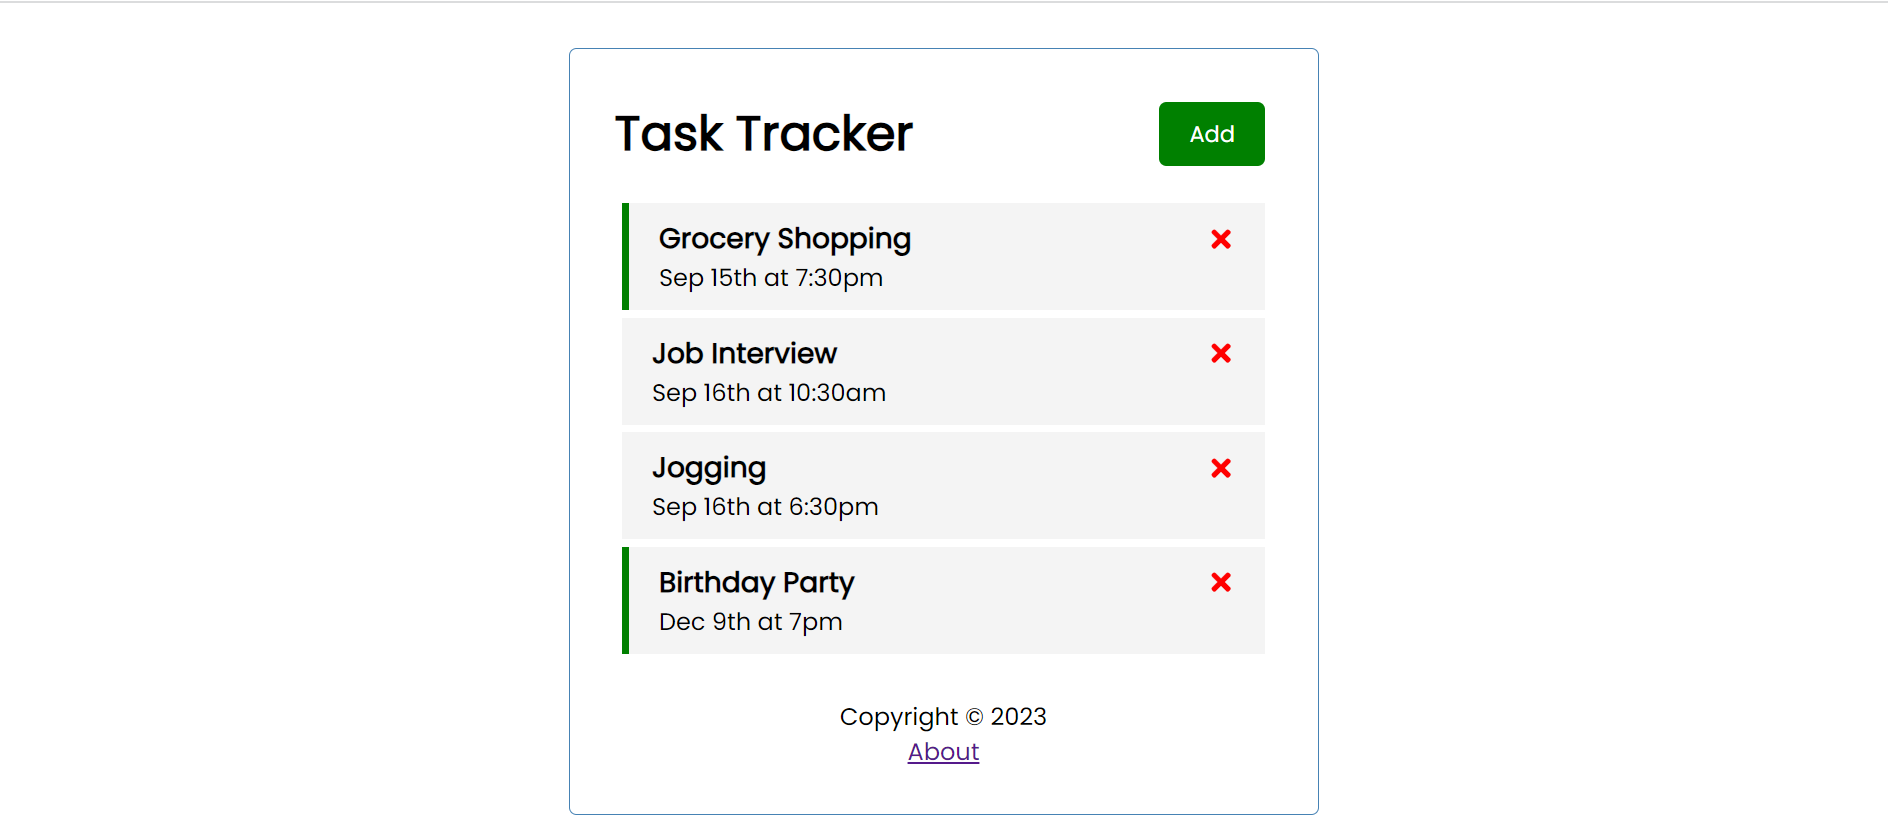 Task Tracker
Add
Grocery Shopping
Sep 15th at 7:30pm
Job Interview
Sep 16th at 10:30am
Jogging
Sep 16th at 6:30pm
Birthday Party
Dec 9th at 7pm
Copyright © 2023
About